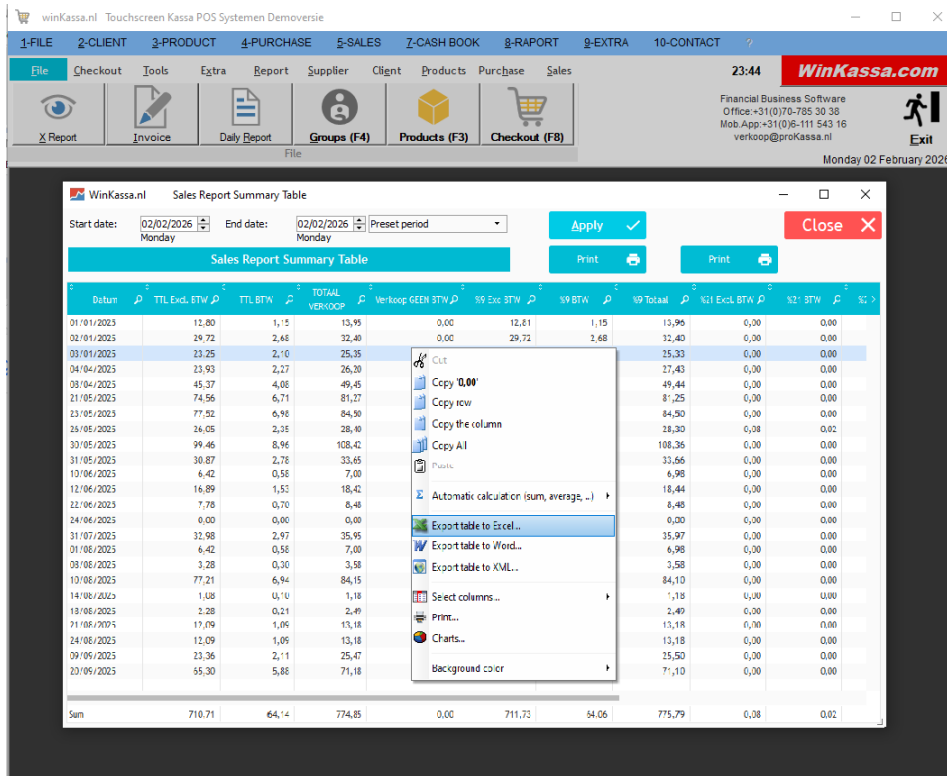 winKassa.nl Touchscreen Kassa POS Systemen Demoversie
1-FILE 2-CLIENT 3-PRODUCT 4-PURCHASE 5-SALES 7-CASH BOOK 8-RAPORT 9-EXTRA 10-CONTACT ?
File Checkout Tools Extra Report Supplier Client Products Purchase Sales 23:44 WinKassa.com
X Report Invoice Daily Report Groups (F4) Products (F3) Checkout (F8)
File
Financial Business Software
Office:+31(0)70-785 30 38
Mob.App:+31(0)6-111 543 16
verkoop@proKassa.nl
Exit
Monday 02 February 2026
WinKassa.nl Sales Report Summary Table
Start date: 02/02/2026 End date: 02/02/2026 Preset period Apply Close
Monday Monday
Sales Report Summary Table Print Print
Datum TTL Excl. BTW TTL BTW TOTAAL VERKOOP Verkoop GEEN BTW %9 Exc BTW %9 BTW %9 Totaal %21 Excl. BTW %21 BTW
01/01/2025 12,80 1,15 13,95 0,00 12,81 1,15 13,96 0,00 0,00
02/01/2025 29,72 2,68 32,40 0,00 29,72 2,68 32,40 0,00 0,00
03/01/2025 23,25 2,10 25,35 25,33 0,00 0,00
04/04/2025 23,93 2,27 26,20 27,43 0,00 0,00
08/04/2025 45,37 4,08 49,45 49,44 0,00 0,00
21/05/2025 74,56 6,71 81,27 81,25 0,00 0,00
23/05/2025 77,52 6,98 84,50 84,50 0,00 0,00
26/05/2025 26,05 2,35 28,40 28,30 0,08 0,02
30/05/2025 99,46 8,96 108,42 108,36 0,00 0,00
31/05/2025 30,87 2,78 33,65 33,66 0,00 0,00
10/06/2025 6,42 0,58 7,00 6,98 0,00 0,00
12/06/2025 16,89 1,53 18,42 18,44 0,00 0,00
22/06/2025 7,78 0,70 8,48 8,48 0,00 0,00
24/06/2025 0,00 0,00 0,00 0,00 0,00 0,00
31/07/2025 32,98 2,97 35,95 35,97 0,00 0,00
01/08/2025 6,42 0,58 7,00 6,98 0,00 0,00
08/08/2025 3,28 0,30 3,58 3,58 0,00 0,00
10/08/2025 77,21 6,94 84,15 84,10 0,00 0,00
14/08/2025 1,08 0,10 1,18 1,18 0,00 0,00
18/08/2025 2,28 0,21 2,49 2,49 0,00 0,00
21/08/2025 12,09 1,09 13,18 13,18 0,00 0,00
24/08/2025 12,09 1,09 13,18 13,18 0,00 0,00
09/09/2025 23,36 2,11 25,47 25,50 0,00 0,00
20/09/2025 65,30 5,88 71,18 71,10 0,00 0,00
Sum 710,71 64,14 774,85 0,00 711,73 64,06 775,79 0,08 0,02
Cut
Copy '0,00'
Copy row
Copy the column
Copy All
Paste
Automatic calculation (sum, average, ...)
Export table to Excel...
Export table to Word...
Export table to XML...
Select columns...
Print...
Charts...
Background color